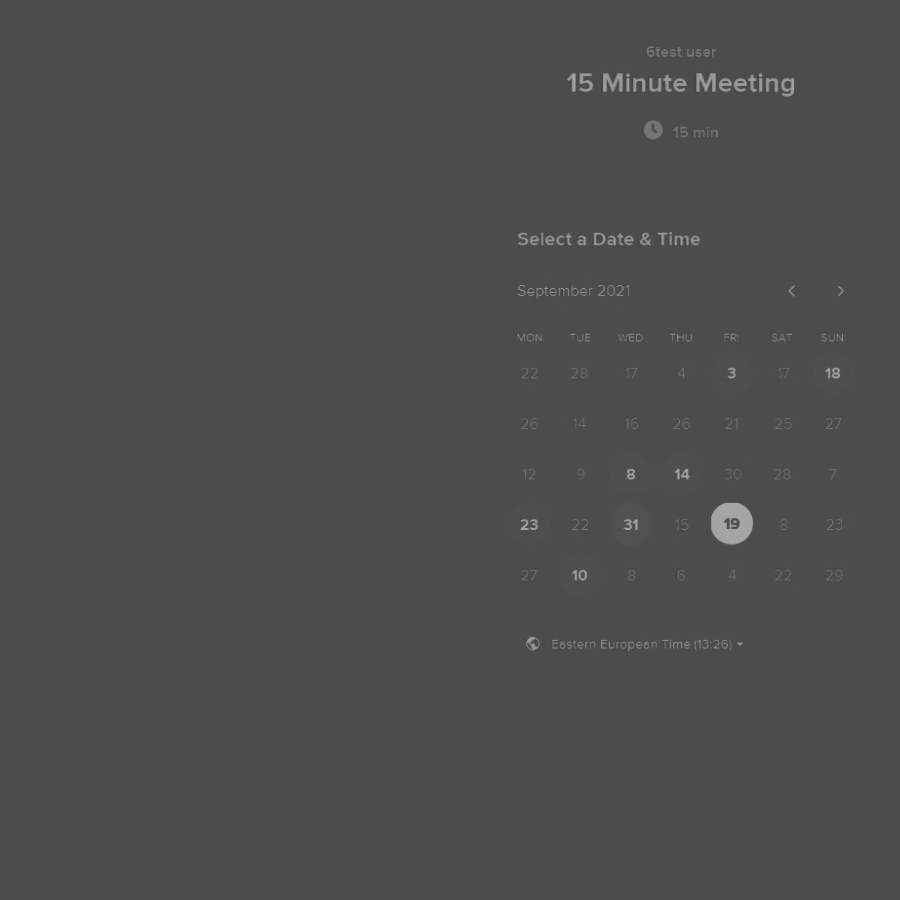 6test user
15 Minute Meeting
15 min
Select a Date & Time
September 2021
MON TUE WED THU FRI SAT SUN
22 28 17 4 3 17 18
26 14 16 26 21 25 27
12 9 8 14 30 28 7
23 22 31 15 19 8 23
27 10 8 6 4 22 29
Eastern European Time (13:26)